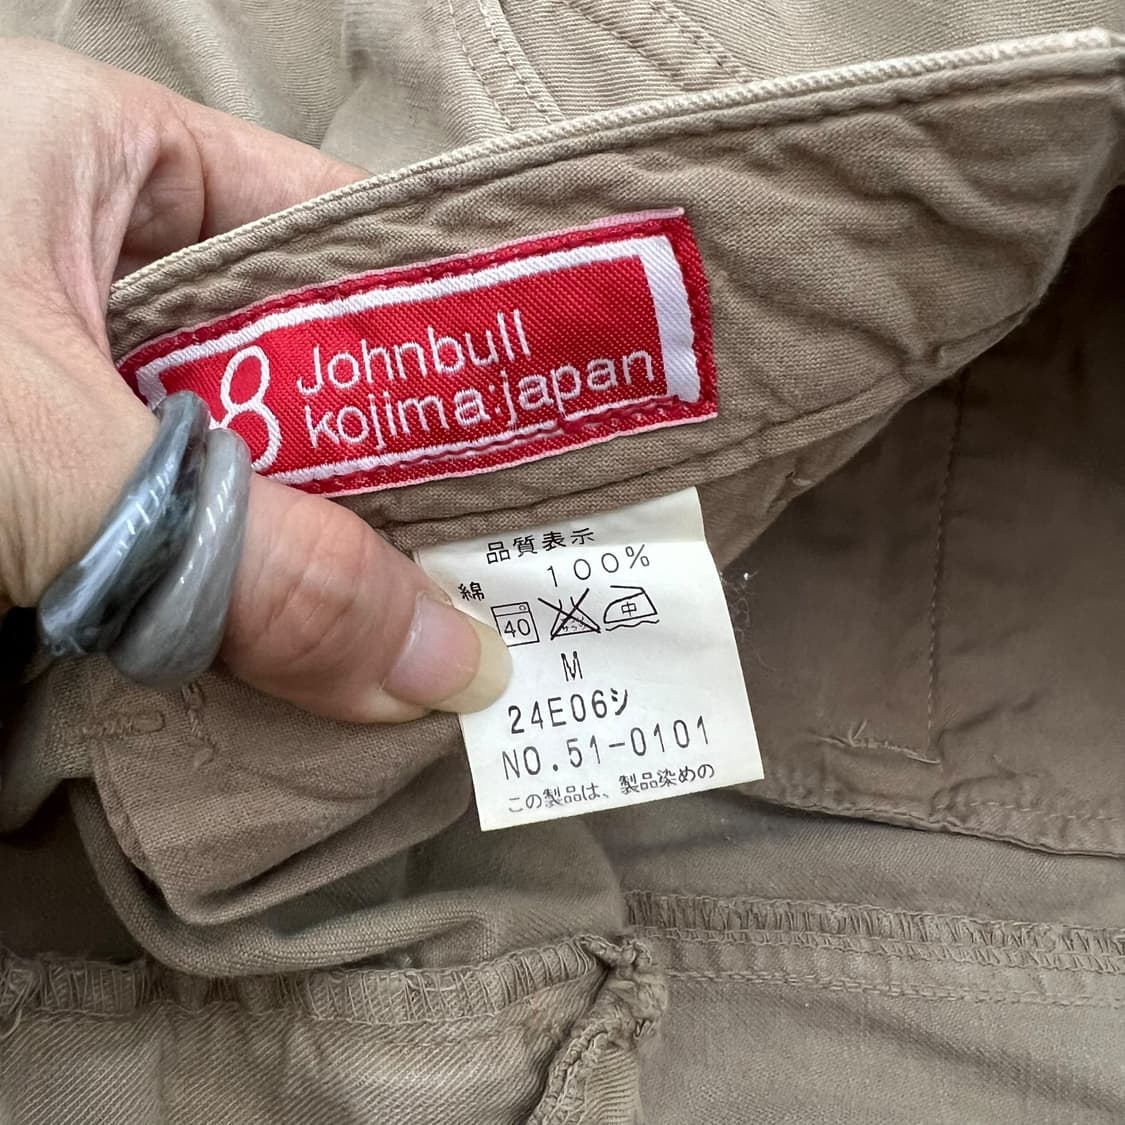 8
Johnbull
kojima:japan
品質表示
綿 100%
40 中
M
24E06シ
NO.51-0101
この製品は、製品染めの